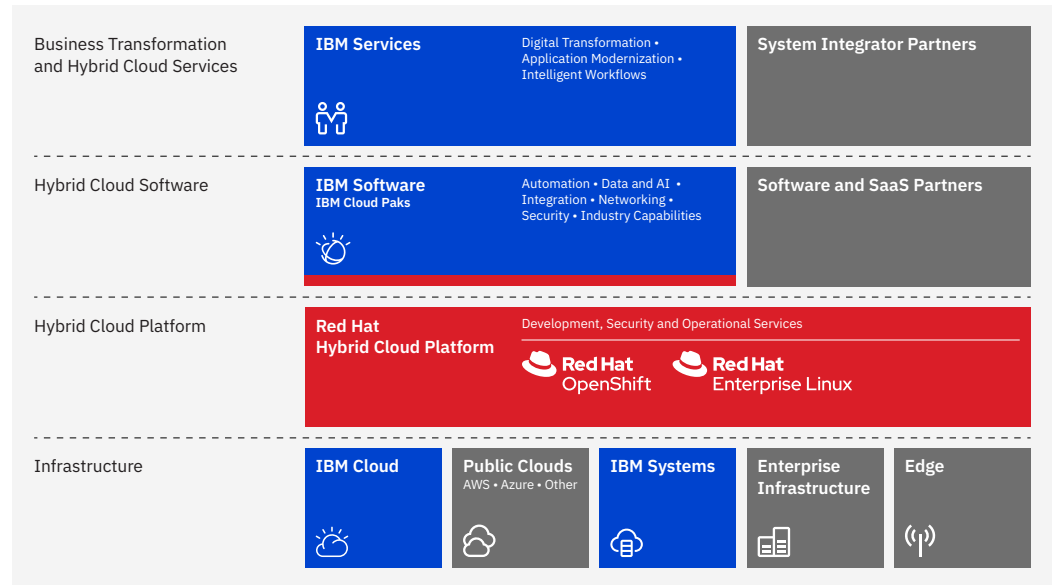 Business Transformation
and Hybrid Cloud Services
IBM Services
Digital Transformation •
Application Modernization •
Intelligent Workflows
System Integrator Partners
Hybrid Cloud Software
IBM Software
IBM Cloud Paks
Automation • Data and AI •
Integration • Networking •
Security • Industry Capabilities
Software and SaaS Partners
Hybrid Cloud Platform
Red Hat
Hybrid Cloud Platform
Development, Security and Operational Services
Red Hat
OpenShift
Red Hat
Enterprise Linux
Infrastructure
IBM Cloud
Public Clouds
AWS • Azure • Other
IBM Systems
Enterprise
Infrastructure
Edge